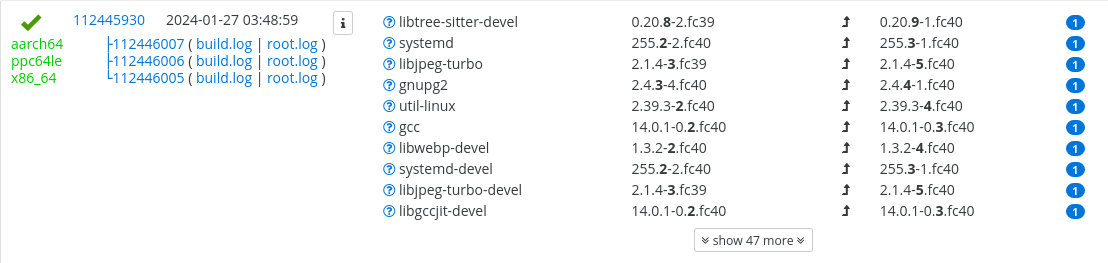 112445930 2024-01-27 03:48:59 i
aarch64 112446007 ( build.log | root.log )
ppc64le 112446006 ( build.log | root.log )
x86_64 112446005 ( build.log | root.log )
? libtree-sitter-devel 0.20.8-2.fc39 0.20.9-1.fc40 1
? systemd 255.2-2.fc40 255.3-1.fc40 1
? libjpeg-turbo 2.1.4-3.fc39 2.1.4-5.fc40 1
? gnupg2 2.4.3-4.fc40 2.4.4-1.fc40 1
? util-linux 2.39.3-2.fc40 2.39.3-4.fc40 1
? gcc 14.0.1-0.2.fc40 14.0.1-0.3.fc40 1
? libwebp-devel 1.3.2-2.fc40 1.3.2-4.fc40 1
? systemd-devel 255.2-2.fc40 255.3-1.fc40 1
? libjpeg-turbo-devel 2.1.4-3.fc39 2.1.4-5.fc40 1
? libgccjit-devel 14.0.1-0.2.fc40 14.0.1-0.3.fc40 1
show 47 more